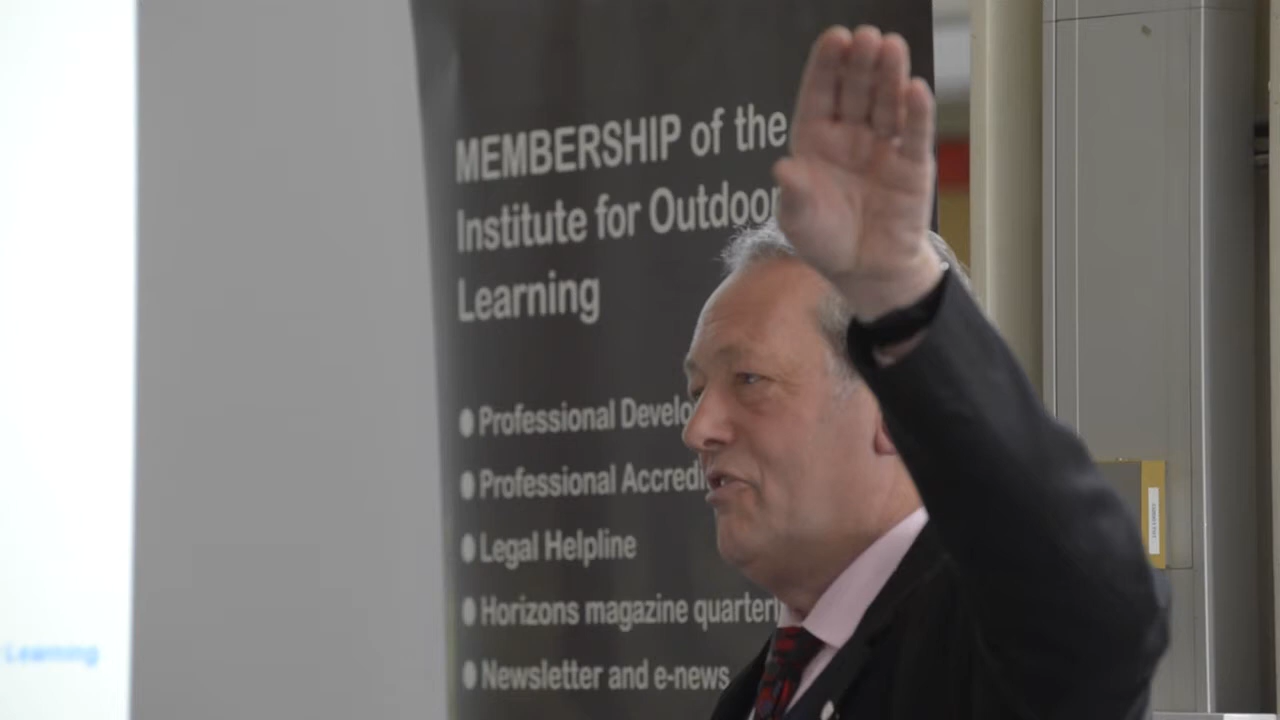 MEMBERSHIP of the
Institute for Outdoor
Learning
● Professional Develo
● Professional Accredi
● Legal Helpline
● Horizons magazine quarterl
● Newsletter and e-news
Learning